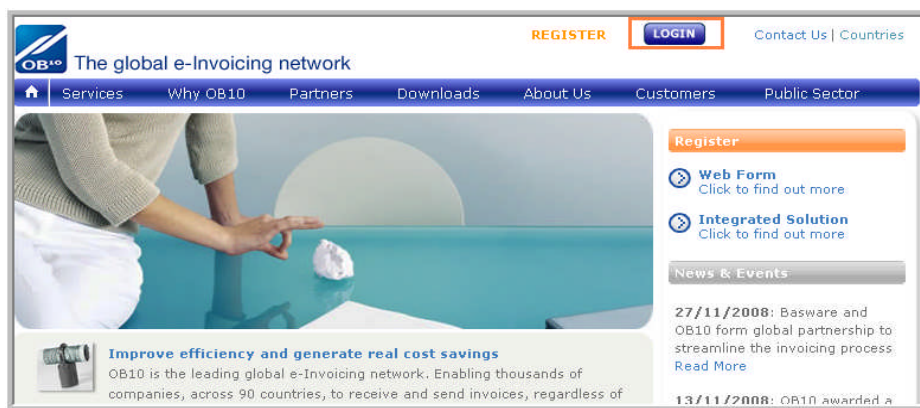 REGISTER
LOGIN
Contact Us | Countries
OB10
The global e-Invoicing network
Services
Why OB10
Partners
Downloads
About Us
Customers
Public Sector
Register
Web Form
Click to find out more
Integrated Solution
Click to find out more
News & Events
27/11/2008: Basware and
OB10 form global partnership to
streamline the invoicing process
Read More
13/11/2008: OB10 awarded a
Improve efficiency and generate real cost savings
OB10 is the leading global e-Invoicing network. Enabling thousands of
companies, across 90 countries, to receive and send invoices, regardless of